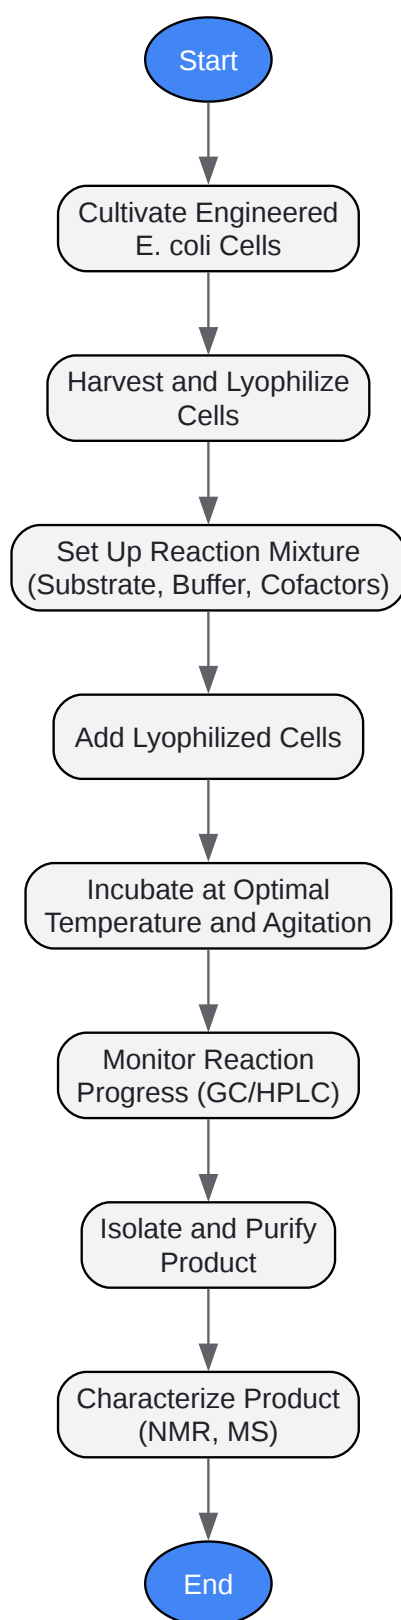 Start
Cultivate Engineered
E. coli Cells
Harvest and Lyophilize
Cells
Set Up Reaction Mixture
(Substrate, Buffer, Cofactors)
Add Lyophilized Cells
Incubate at Optimal
Temperature and Agitation
Monitor Reaction
Progress (GC/HPLC)
Isolate and Purify
Product
Characterize Product
(NMR, MS)
End